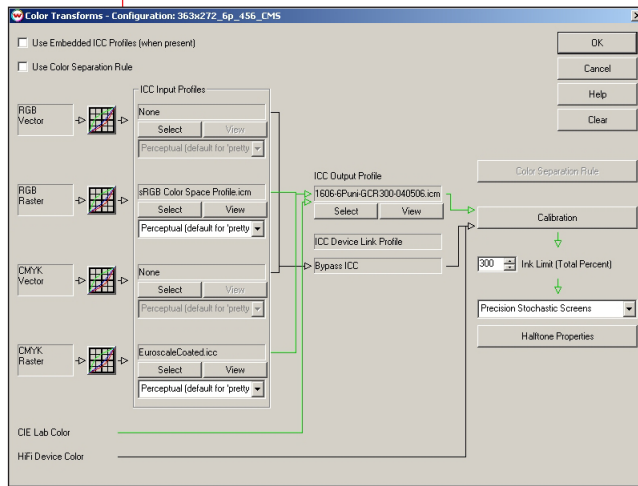 Color Transforms - Configuration: 363x272_6p_456_CMS
Use Embedded ICC Profiles (when present)
Use Color Separation Rule
OK
Cancel
Help
Clear
ICC Input Profiles
RGB
Vector
None
Select
View
Perceptual (default for 'pretty
RGB
Raster
sRGB Color Space Profile.icm
Select
View
Perceptual (default for 'pretty
CMYK
Vector
None
Select
View
Perceptual (default for 'pretty
CMYK
Raster
EuroscaleCoated.icc
Select
View
Perceptual (default for 'pretty
CIE Lab Color
HiFi Device Color
ICC Output Profile
1606-6Puni-GCR300-040506.icm
Select
View
ICC Device Link Profile
Bypass ICC
Color Separation Rule
Calibration
300
Ink Limit (Total Percent)
Precision Stochastic Screens
Halftone Properties